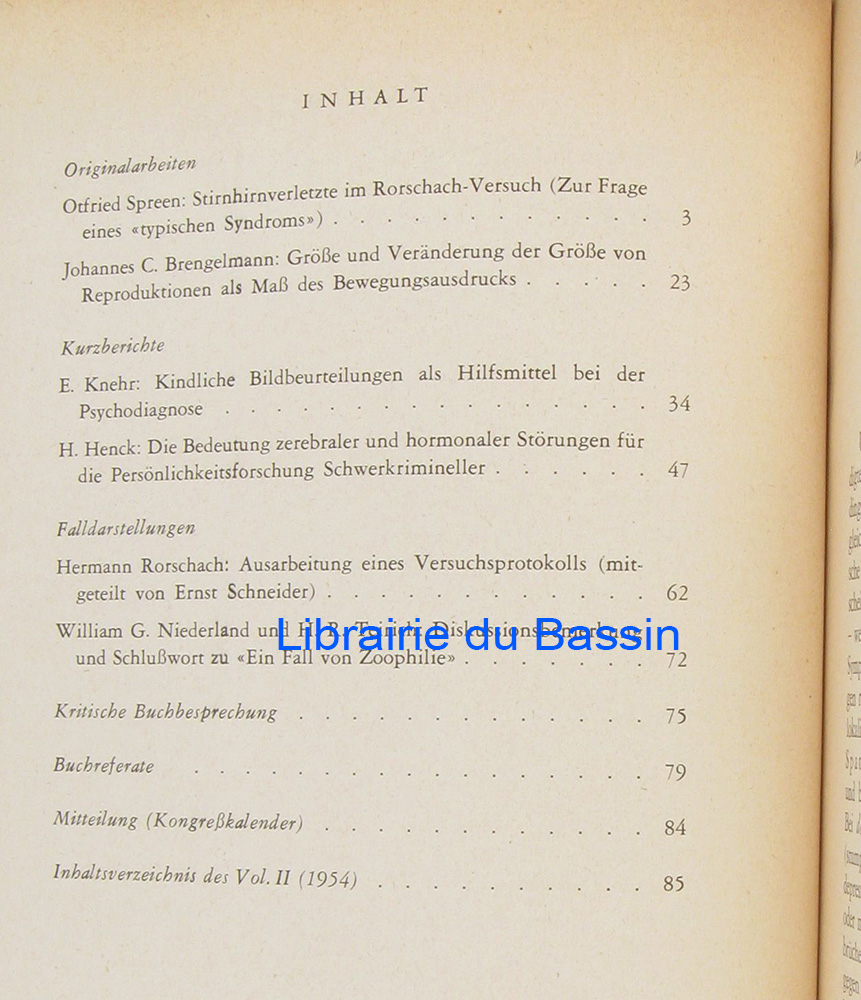 INHALT
Originalarbeiten
Otfried Spreen: Stirnhirnverletzte im Rorschach-Versuch (Zur Frage
eines «typischen Syndroms») . . . . . . . . . . . . 3
Johannes C. Brengelmann: Größe und Veränderung der Größe von
Reproduktionen als Maß des Bewegungsausdrucks . . . . . 23
Kurzberichte
E. Knehr: Kindliche Bildbeurteilungen als Hilfsmittel bei der
Psychodiagnose . . . . . . . . . . . . . . . . 34
H. Henck: Die Bedeutung zerebraler und hormonaler Störungen für
die Persönlichkeitsforschung Schwerkrimineller . . . . . . 47
Falldarstellungen
Hermann Rorschach: Ausarbeitung eines Versuchsprotokolls (mit-
geteilt von Ernst Schneider) . . . . . . . . . . . . 62
William G. Niederland und H. R. Teirich: Diskussionsbemerkung
Librairie du Bassin
und Schlußwort zu «Ein Fall von Zoophilie» . . . . . . . 72
Kritische Buchbesprechung . . . . . . . . . . . . . 75
Buchreferate . . . . . . . . . . . . . . . . . 79
Mitteilung (Kongreßkalender) . . . . . . . . . . . . 84
Inhaltsverzeichnis des Vol. II (1954) . . . . . . . . . . 85